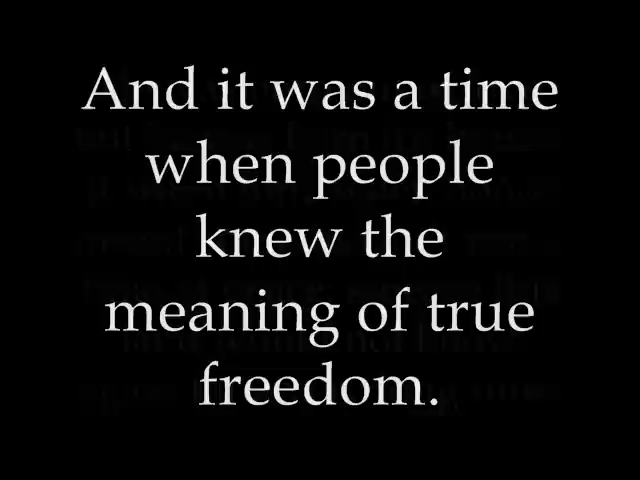 And it was a time
when people
knew the
meaning of true
freedom.